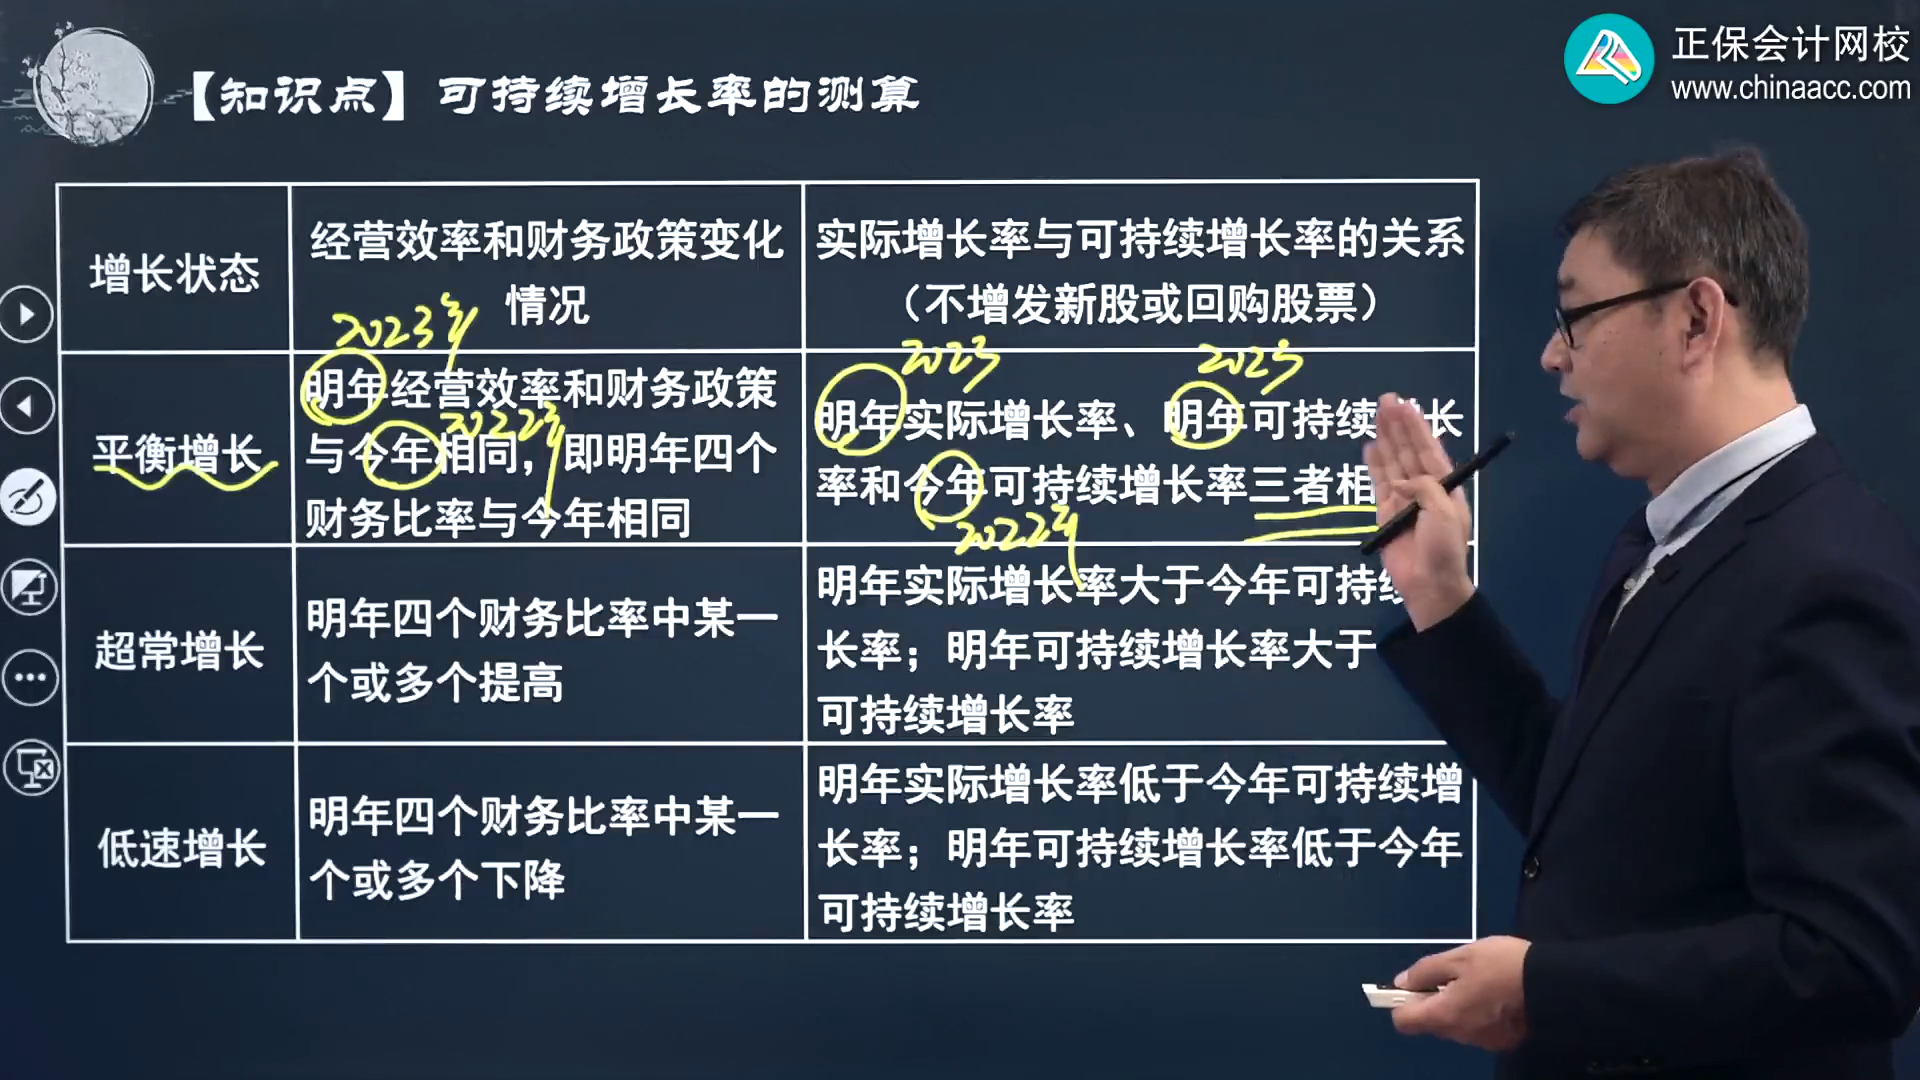 正保会计网校
www.chinaacc.com
【知识点】可持续增长率的测算
增长状态
经营效率和财务政策变化
情况
实际增长率与可持续增长率的关系
（不增发新股或回购股票）
2023年
2023
2023
平衡增长
明年经营效率和财务政策
2022年
与今年相同，即明年四个
财务比率与今年相同
明年实际增长率、明年可持续增长
率和今年可持续增长率三者相
2022年
超常增长
明年四个财务比率中某一
个或多个提高
明年实际增长率大于今年可持续
长率；明年可持续增长率大于
可持续增长率
低速增长
明年四个财务比率中某一
个或多个下降
明年实际增长率低于今年可持续增
长率；明年可持续增长率低于今年
可持续增长率